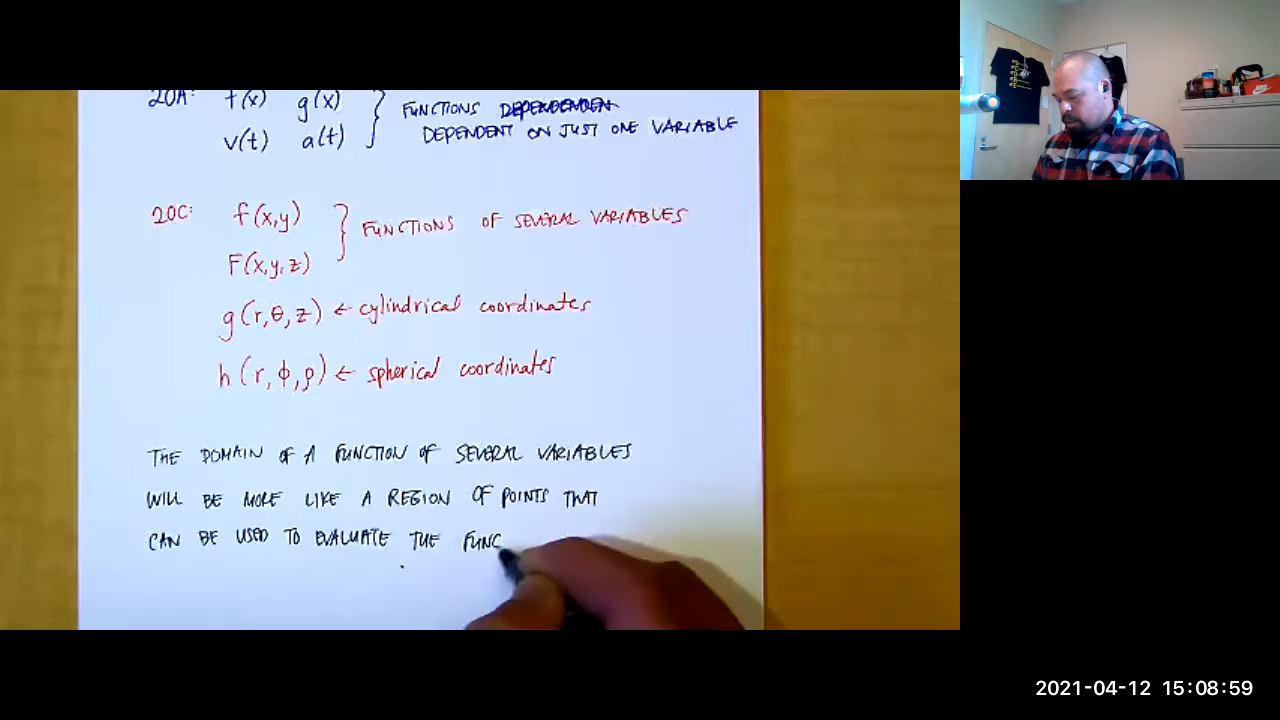 20A: f(x) g(x) } FUNCTIONS DEPENDENDEN
v(t) a(t) DEPENDENT ON JUST ONE VARIABLE
20C: f(x,y) } FUNCTIONS OF SEVERAL VARIABLES
F(x,y,z)
g(r,θ,z) ← cylindrical coordinates
h(r,ϕ,ρ) ← spherical coordinates
THE DOMAIN OF A FUNCTION OF SEVERAL VARIABLES
WILL BE MORE LIKE A REGION OF POINTS THAT
CAN BE USED TO EVALUATE THE FUNC
2021-04-12 15:08:59